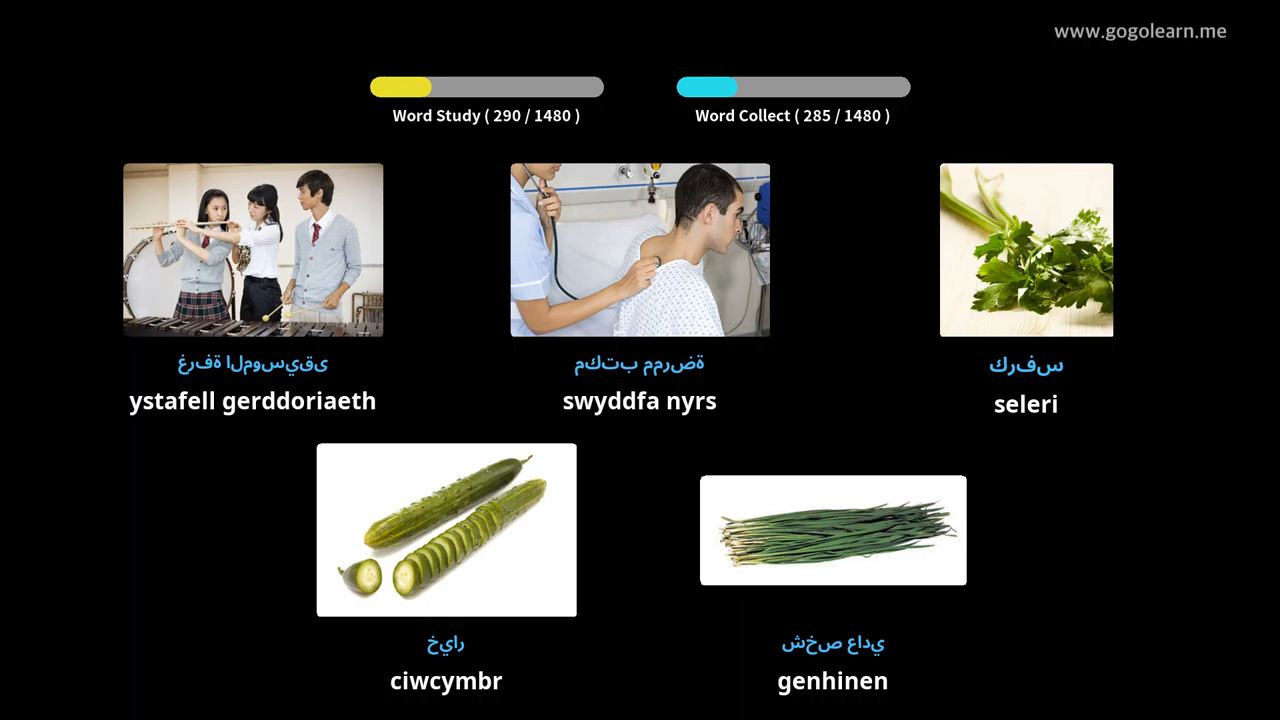 www.gogolearn.me
Word Study ( 290 / 1480 )
Word Collect ( 285 / 1480 )
غرفة الموسيقى
مكتب ممرضة
كرفس
ystafell gerddoriaeth
swyddfa nyrs
seleri
خيار
شخص عادي
ciwcymbr
genhinen